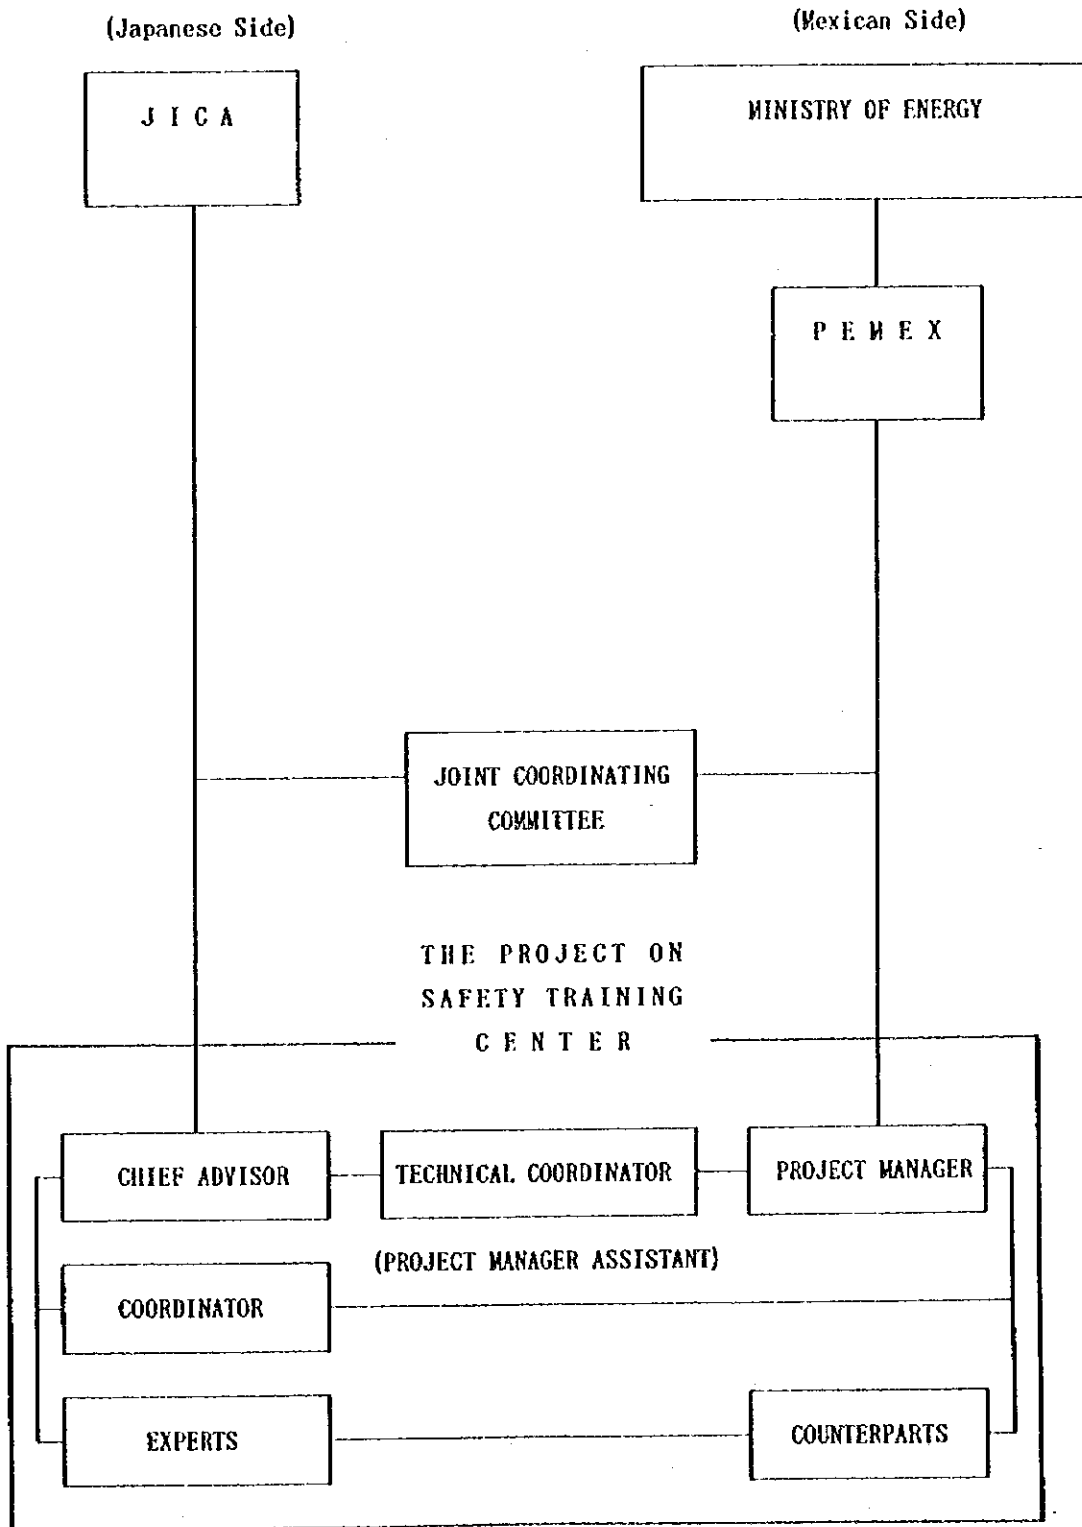 (Japanese Side)
(Mexican Side)
J I C A
MINISTRY OF ENERGY
P E M E X
JOINT COORDINATING
COMMITTEE
THE PROJECT ON
SAFETY TRAINING
CENTER
CHIEF ADVISOR
TECHNICAL COORDINATOR
PROJECT MANAGER
(PROJECT MANAGER ASSISTANT)
COORDINATOR
EXPERTS
COUNTERPARTS